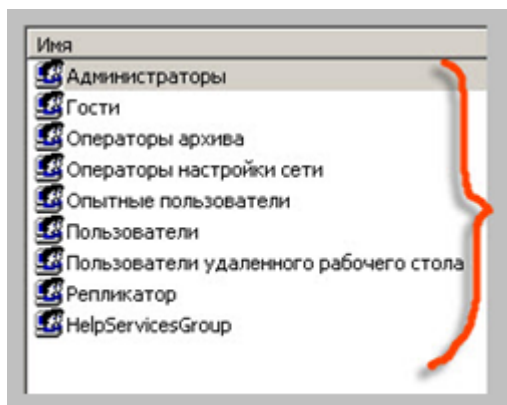 Имя
Администраторы
Гости
Операторы архива
Операторы настройки сети
Опытные пользователи
Пользователи
Пользователи удаленного рабочего стола
Репликатор
HelpServicesGroup